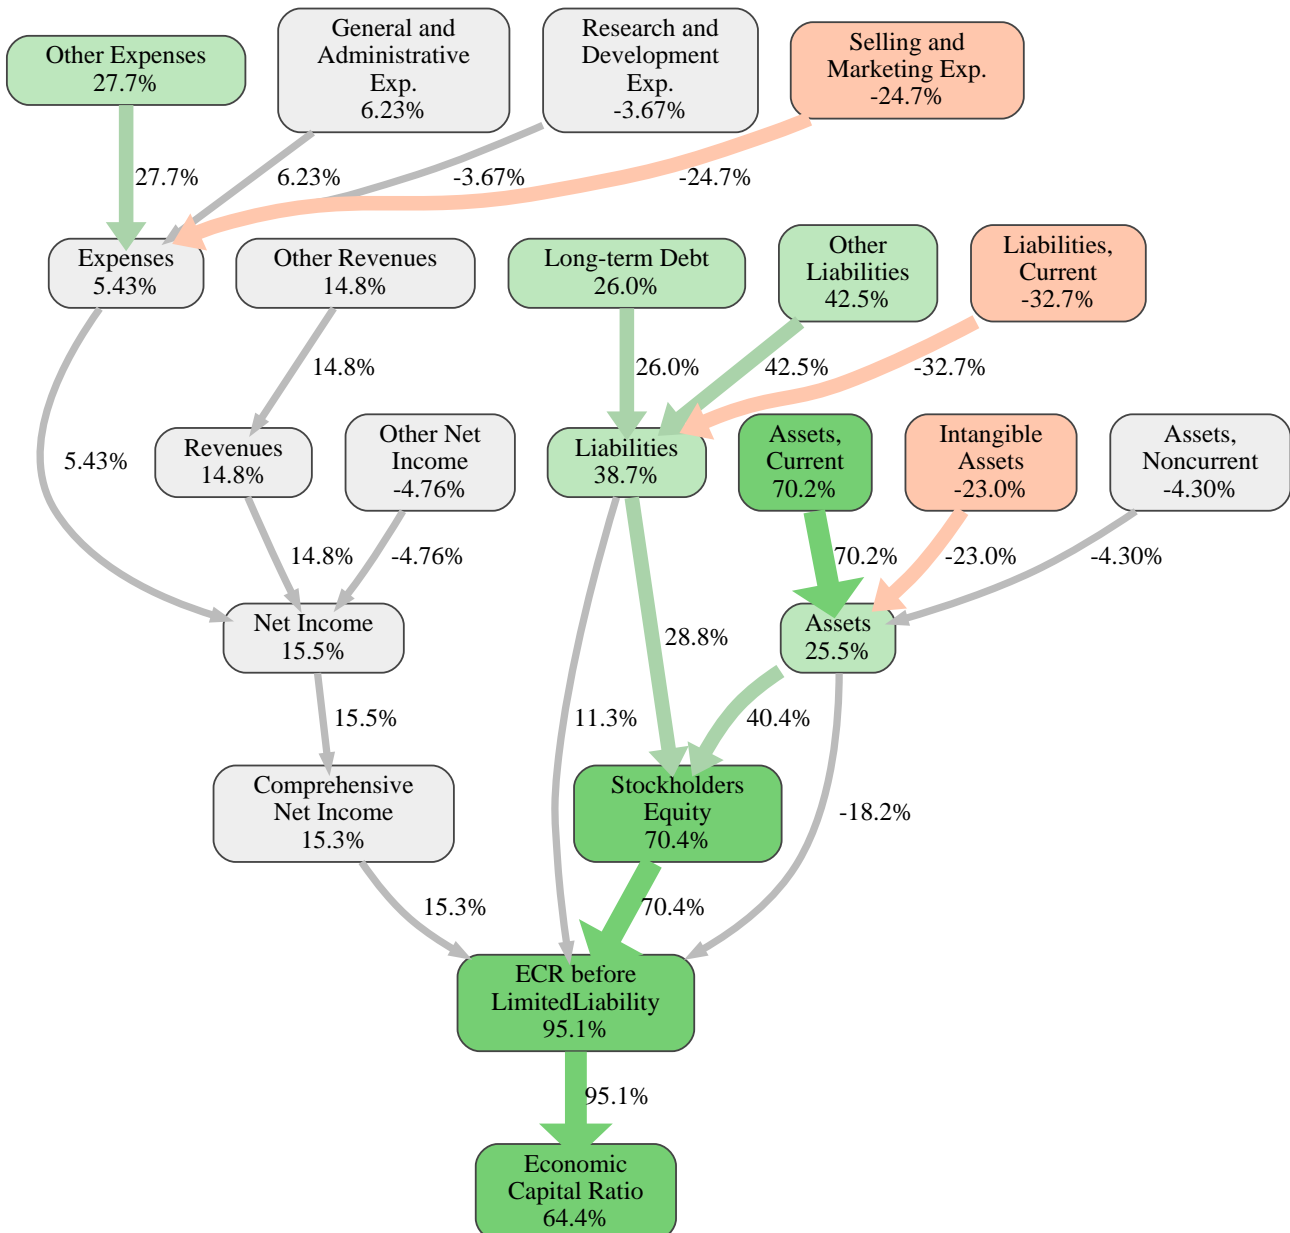 Other Expenses
27.7%
General and
Administrative
Exp.
6.23%
Research and
Development
Exp.
-3.67%
Selling and
Marketing Exp.
-24.7%
27.7%
6.23%
-3.67%
-24.7%
Expenses
5.43%
Other Revenues
14.8%
Long-term Debt
26.0%
Other
Liabilities
42.5%
Liabilities,
Current
-32.7%
14.8%
26.0%
42.5%
-32.7%
5.43%
Revenues
14.8%
Other Net
Income
-4.76%
Liabilities
38.7%
Assets,
Current
70.2%
Intangible
Assets
-23.0%
Assets,
Noncurrent
-4.30%
14.8%
-4.76%
70.2%
-23.0%
-4.30%
Net Income
15.5%
28.8%
Assets
25.5%
15.5%
11.3%
40.4%
Comprehensive
Net Income
15.3%
Stockholders
Equity
70.4%
-18.2%
15.3%
70.4%
ECR before
LimitedLiability
95.1%
95.1%
Economic
Capital Ratio
64.4%